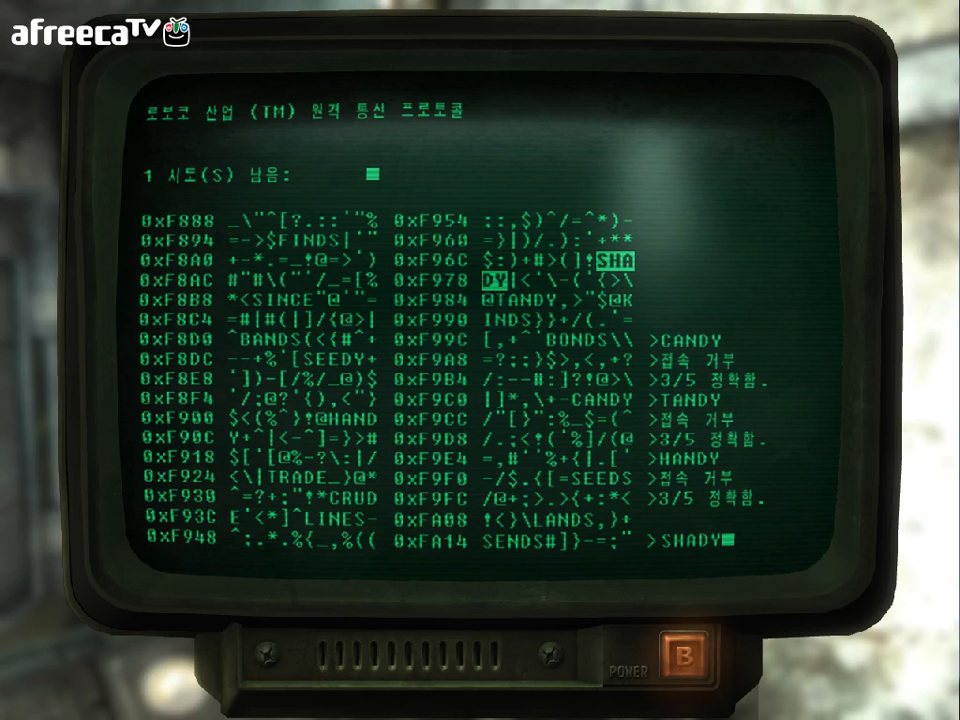 afreecaTV
로보코 산업 (TM) 원격 통신 프로토콜
1 시도(S) 남음:
0xF888 _\"^[?.::'"% 0xF954 ::,$)^/=^*)-
0xF894 =->$FINDS|'" 0xF960 =}|)/.):'+**
0xF8A0 +-*.=_!@=>') 0xF96C $:)+#>(]!SHA
0xF8AC #"#\("'/_=[% 0xF978 DY|<'\-('{>\
0xF8B8 *<SINCE"@'"= 0xF984 @TANDY,>"$@K
0xF8C4 =#|#(|]/{@>| 0xF990 INDS}}+/(.'=
0xF8D0 ^BANDS(<{#^+ 0xF99C [,+^'BONDS\\ >CANDY
0xF8DC --+%'[SEEDY+ 0xF9A8 =?;;}$>,<,+? >접속 거부
0xF8E8 '])-[/%/_@)$ 0xF9B4 /:--#:]?!@>\ >3/5 정확함.
0xF8F4 '/;@?'{),<"} 0xF9C0 |]*,\+-CANDY >TANDY
0xF900 $<(%^}!@HAND 0xF9CC /"[}":%_$=(^ >접속 거부
0xF90C Y+^|<-^]=}># 0xF9D8 /.;<!('%]/(@ >3/5 정확함.
0xF918 $['[@%-?\:|/ 0xF9E4 =,#''%+{|.[' >HANDY
0xF924 <\|TRADE_}@* 0xF9F0 -/$.{[=SEEDS >접속 거부
0xF930 ^=?+;"!*CRUD 0xF9FC /@+;>.>{+:*< >3/5 정확함.
0xF93C E'<*]^LINES- 0xFA08 !<}\LANDS,}+
0xF948 ^;.*.%{_,%(( 0xFA14 SENDS#]}-=;" >SHADY
POWER
B